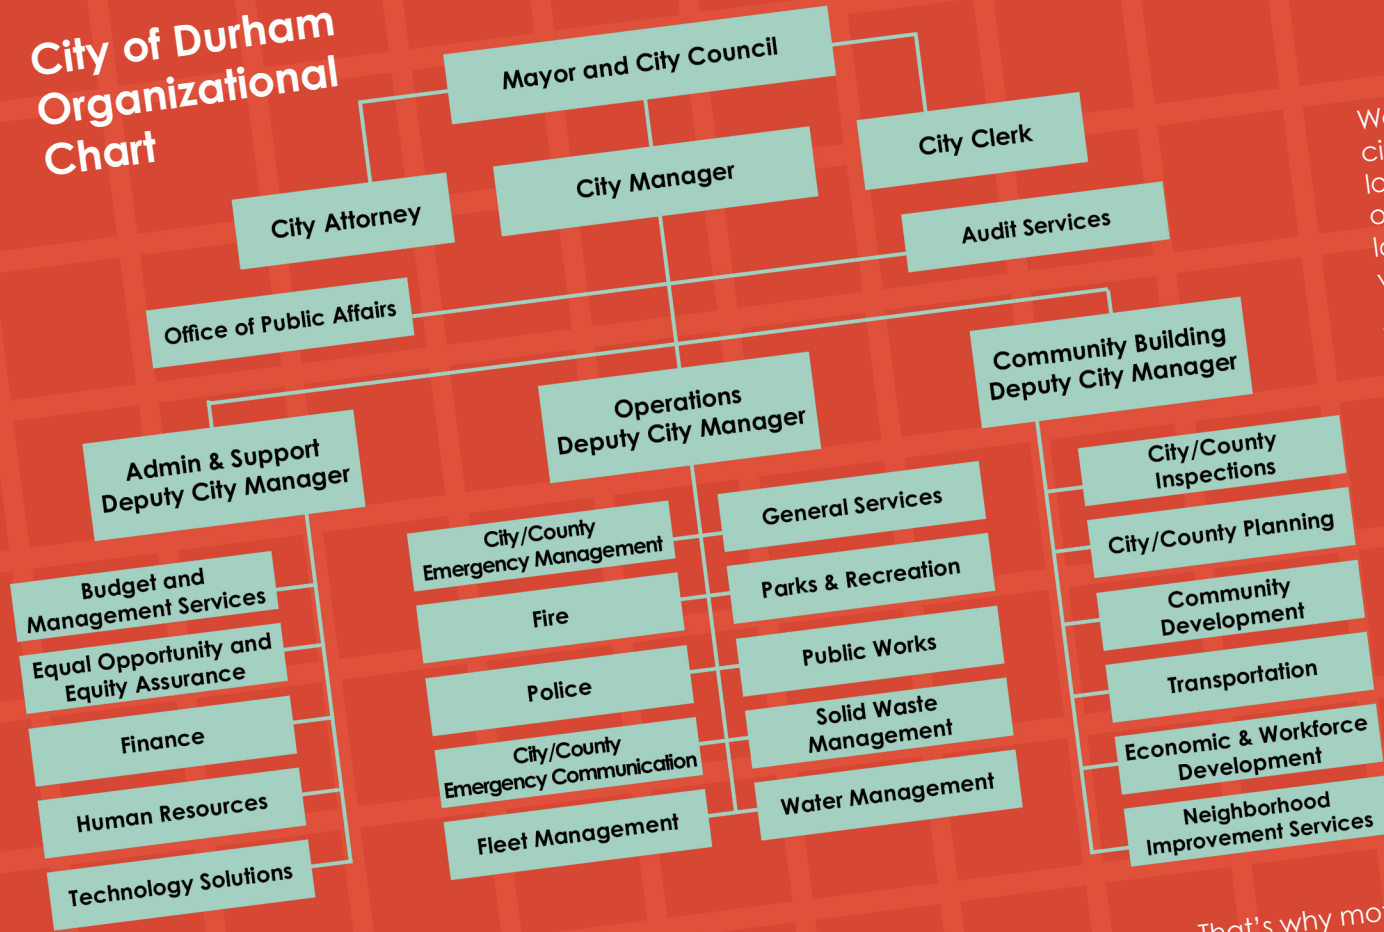 City of Durham
Organizational
Chart
Mayor and City Council
City Clerk
City Manager
City Attorney
Audit Services
Office of Public Affairs
Community Building
Deputy City Manager
Operations
Deputy City Manager
Admin & Support
Deputy City Manager
Budget and
Management Services
Equal Opportunity and
Equity Assurance
Finance
Human Resources
Technology Solutions
City/County
Emergency Management
Fire
Police
City/County
Emergency Communication
Fleet Management
General Services
Parks & Recreation
Public Works
Solid Waste
Management
Water Management
City/County
Inspections
City/County Planning
Community
Development
Transportation
Economic & Workforce
Development
Neighborhood
Improvement Services
That's why